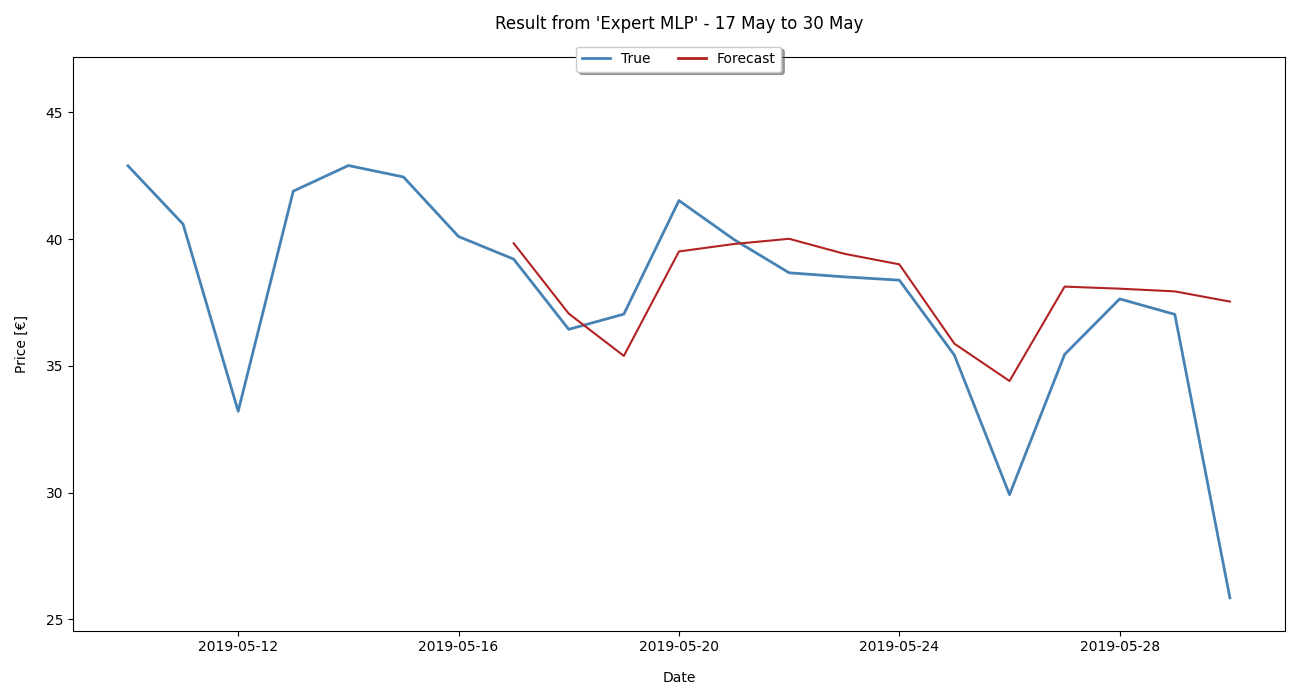 Result from 'Expert MLP' - 17 May to 30 May
True Forecast
45
40
35
30
25
Price [€]
2019-05-12 2019-05-16 2019-05-20 2019-05-24 2019-05-28
Date